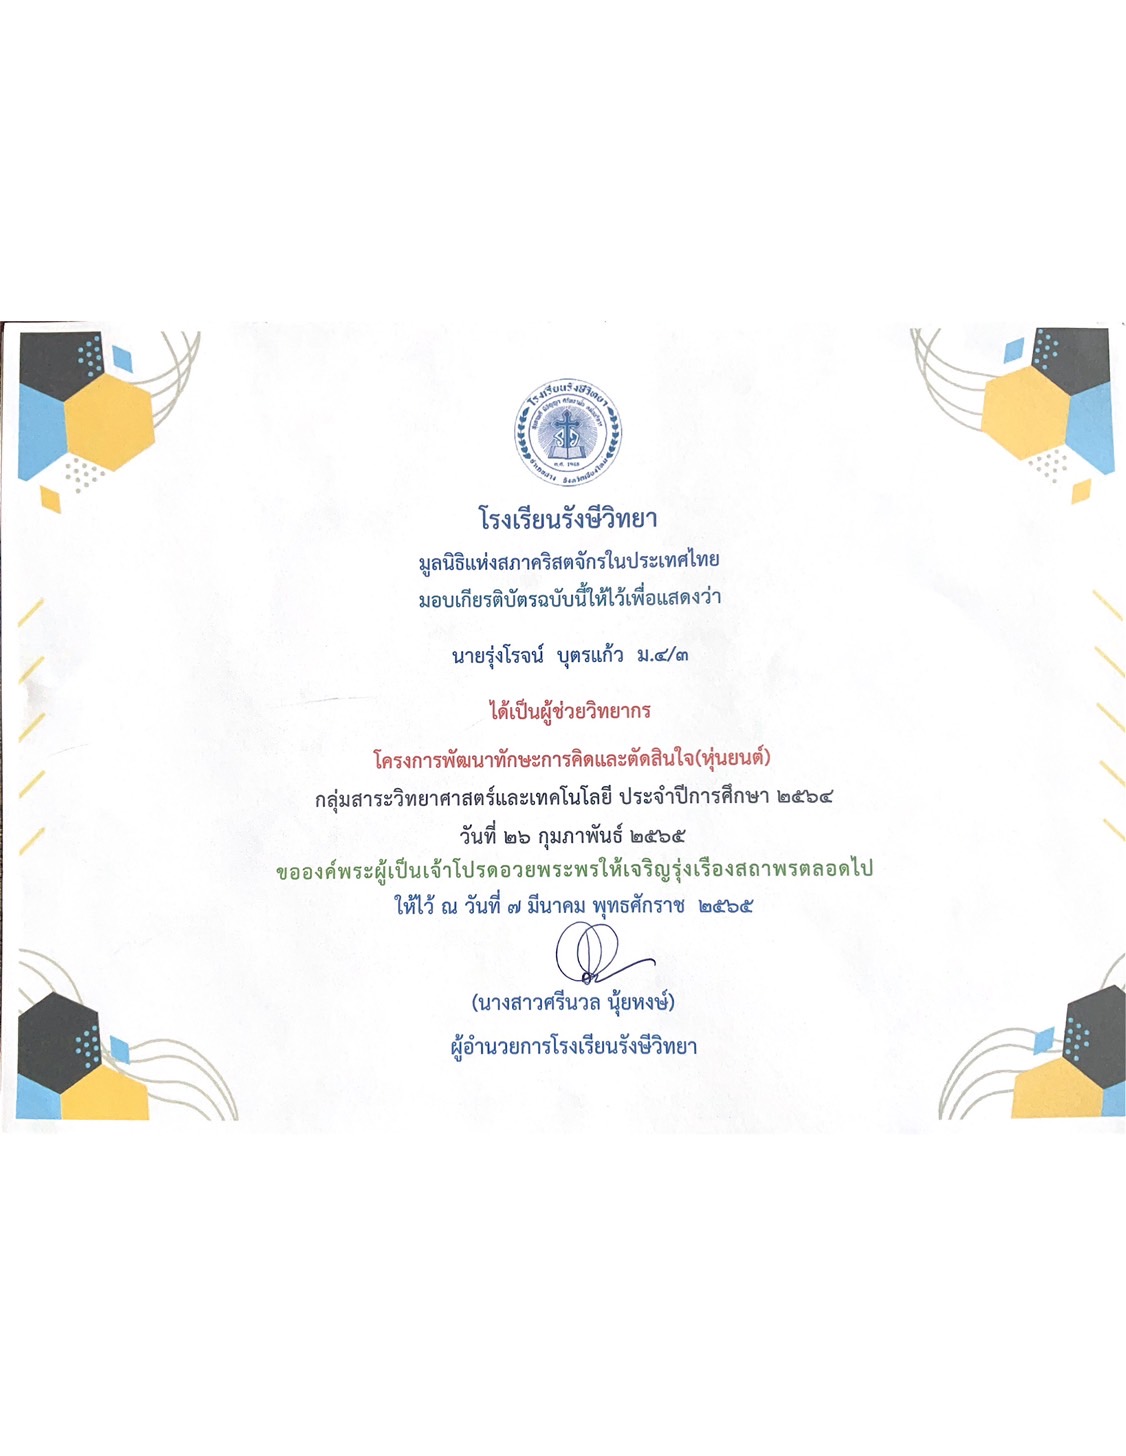 โรงเรียนรังษีวิทยา
โรงเรียนรังษีวิทยา
มูลนิธิแห่งสภาคริสตจักรในประเทศไทย
มอบเกียรติบัตรฉบับนี้ให้ไว้เพื่อแสดงว่า
นายรุ่งโรจน์ บุตรแก้ว ม.๔/๓
ได้เป็นผู้ช่วยวิทยากร
โครงการพัฒนาทักษะการคิดและตัดสินใจ(หุ่นยนต์)
กลุ่มสาระวิทยาศาสตร์และเทคโนโลยี ประจำปีการศึกษา ๒๕๖๔
วันที่ ๒๖ กุมภาพันธ์ ๒๕๖๕
ขอองค์พระผู้เป็นเจ้าโปรดอวยพระพรให้เจริญรุ่งเรืองสถาพรตลอดไป
ให้ไว้ ณ วันที่ ๗ มีนาคม พุทธศักราช ๒๕๖๕
(นางสาวศรีนวล นุ้ยหงษ์)
ผู้อำนวยการโรงเรียนรังษีวิทยา